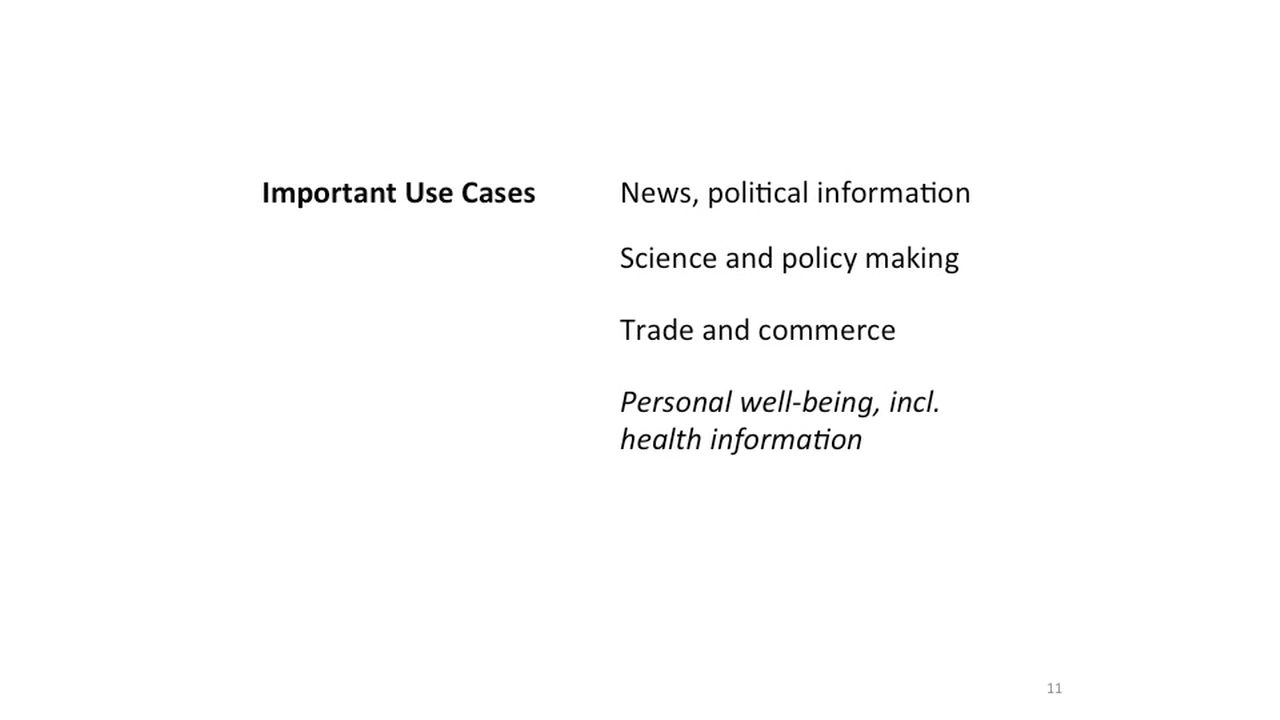 Important Use Cases
News, political information
Science and policy making
Trade and commerce
Personal well-being, incl.
health information
11